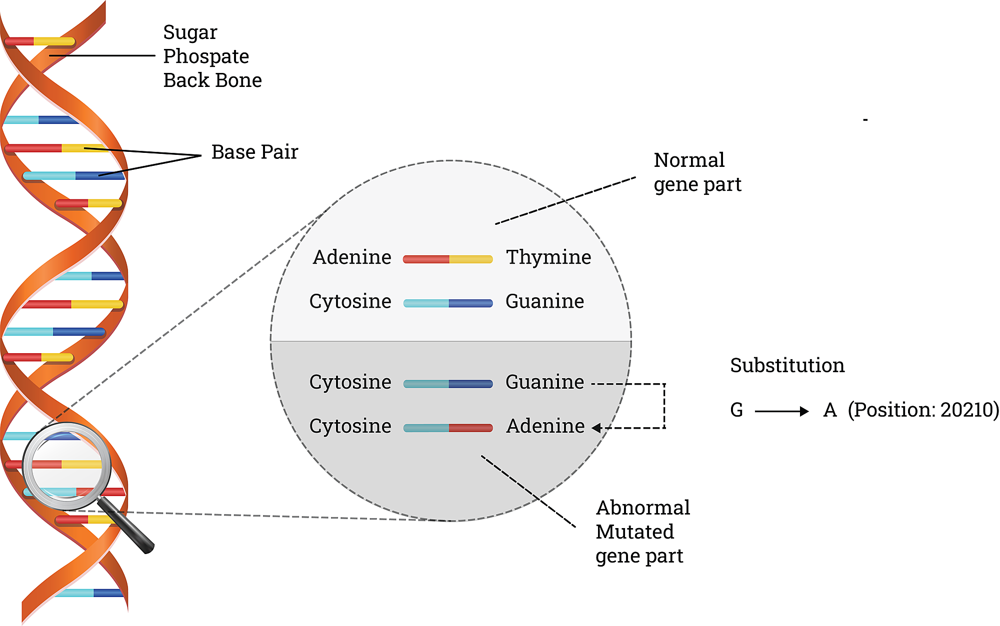 Sugar
Phospate
Back Bone
Base Pair
-
Normal
gene part
Adenine Thymine
Cytosine Guanine
Cytosine Guanine
Cytosine Adenine
Substitution
G A (Position: 20210)
Abnormal
Mutated
gene part